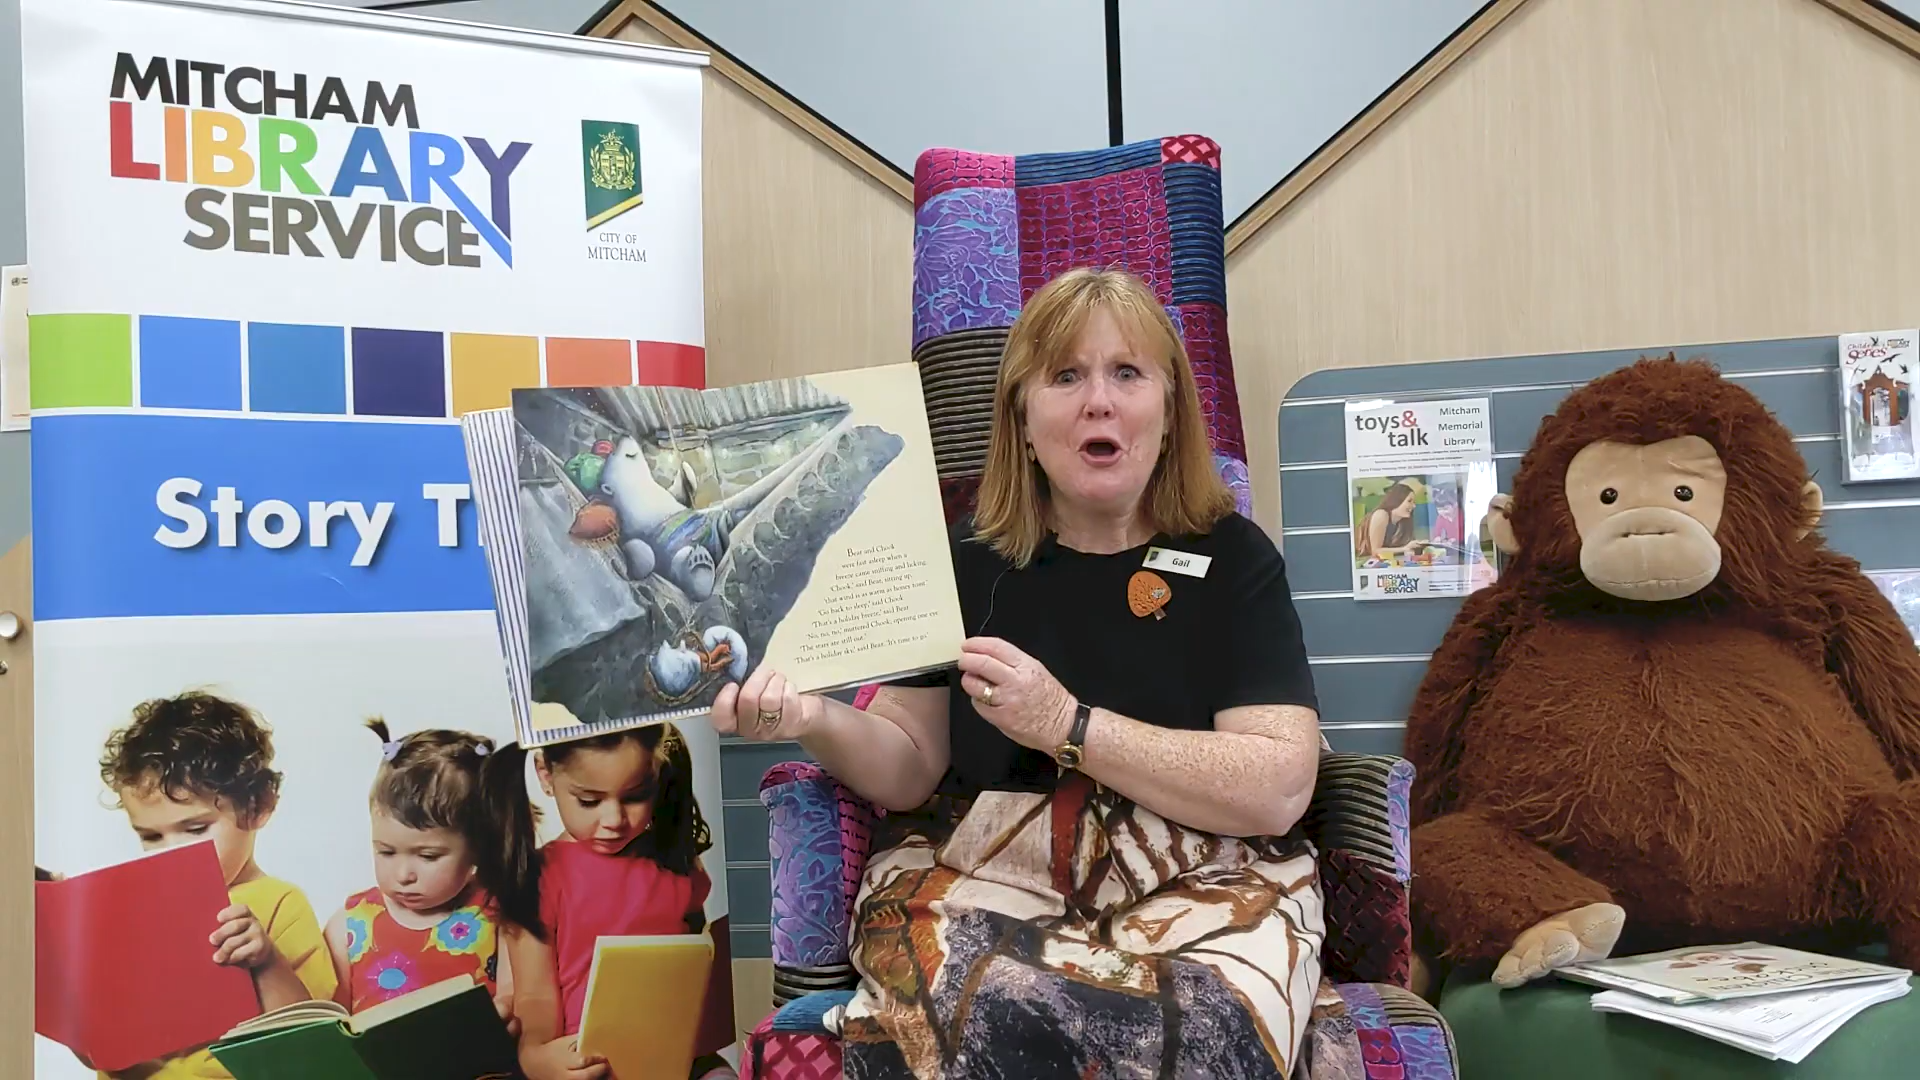 MITCHAM
LIBRARY
SERVICE
CITY OF
MITCHAM
Story T
Bear and Chook
were fast asleep when a
breeze came sniffing and licking.
'Chook,' said Bear, sitting up,
'that wind is as warm as honey toast.'
'Go back to sleep,' said Chook.
'That's a holiday breeze,' said Bear.
'No, no, no,' muttered Chook, opening one eye.
'The stars are still out.'
'That's a holiday sky,' said Bear. 'It's time to go.'
Gail
toys&
talk
Mitcham
Memorial
Library
MITCHAM
LIBRARY
SERVICE